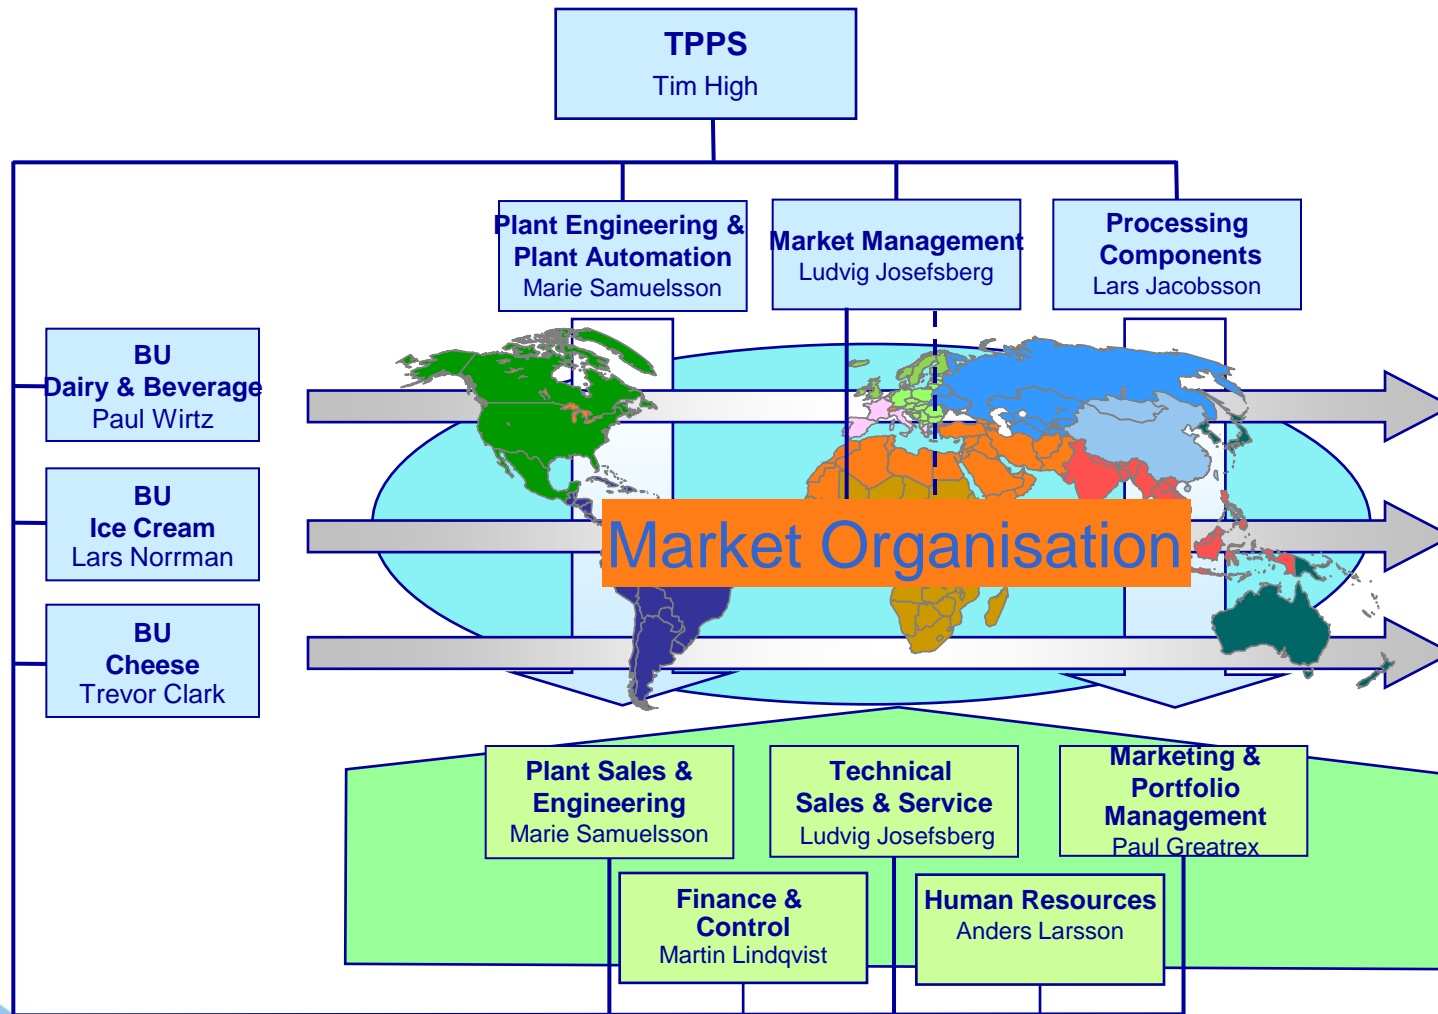 TPPS
Tim High
Plant Engineering &
Plant Automation
Marie Samuelsson
Market Management
Ludvig Josefsberg
Processing
Components
Lars Jacobsson
BU
Dairy & Beverage
Paul Wirtz
BU
Ice Cream
Lars Norrman
BU
Cheese
Trevor Clark
Market Organisation
Plant Sales &
Engineering
Marie Samuelsson
Technical
Sales & Service
Ludvig Josefsberg
Marketing &
Portfolio
Management
Paul Greatrex
Finance &
Control
Martin Lindqvist
Human Resources
Anders Larsson